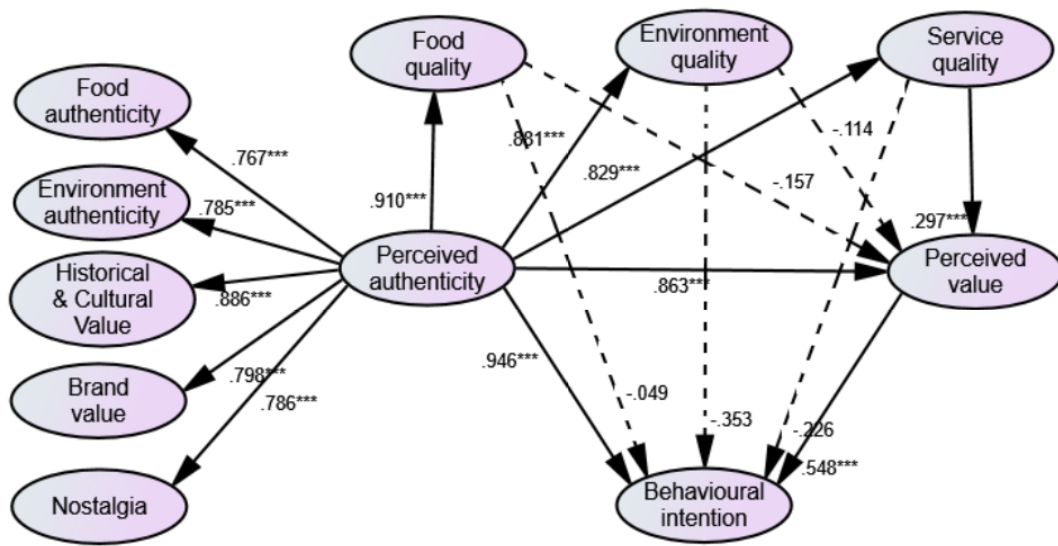 Food
quality
Environment
quality
Service
quality
Food
authenticity
.881***
-.114
.767***
.829***
-.157
Environment
authenticity
.785***
.910***
.297***
Perceived
authenticity
Perceived
value
Historical
& Cultural
Value
.886***
.863***
.946***
.798***
Brand
value
.786***
-.049
-.353
-.226
.548***
Nostalgia
Behavioural
intention